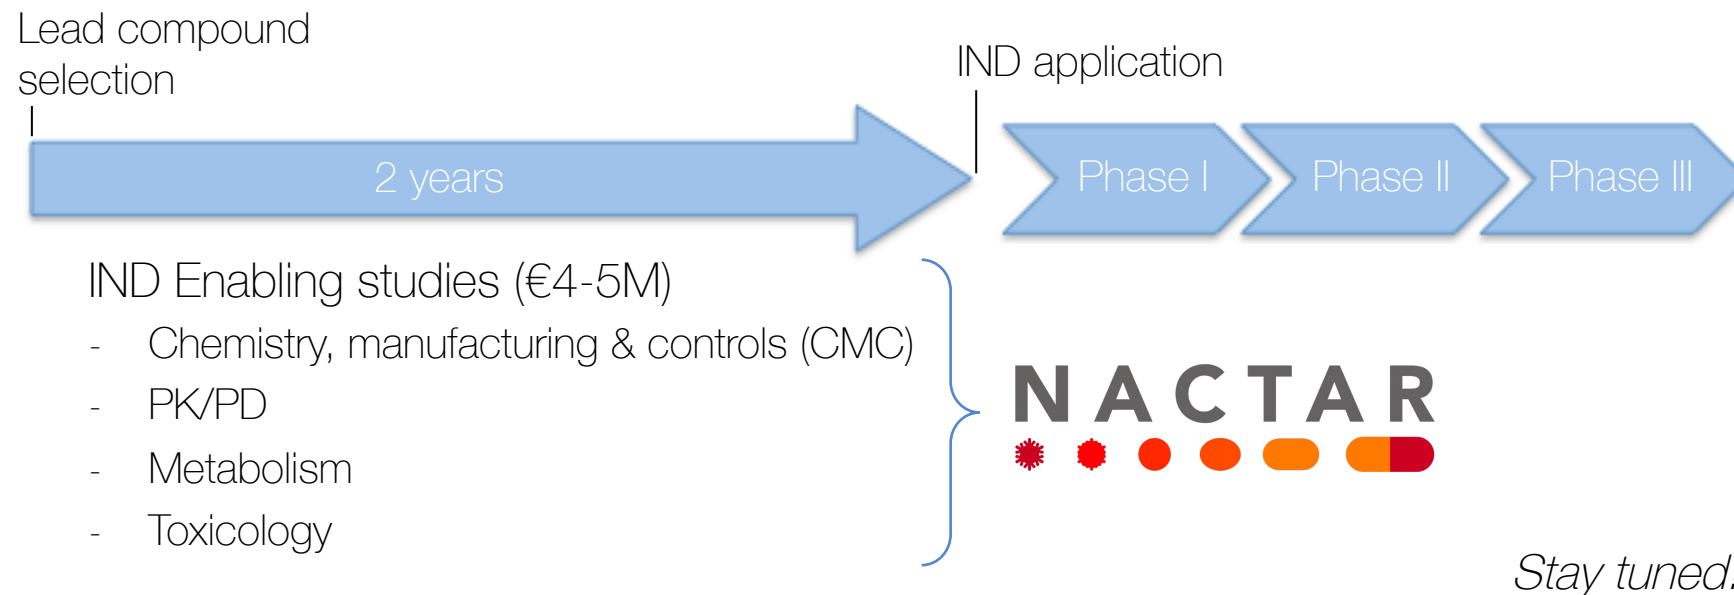 Lead compound
selection
IND application
2 years
Phase I
Phase II
Phase III
IND Enabling studies (€4-5M)
- Chemistry, manufacturing & controls (CMC)
- PK/PD
- Metabolism
- Toxicology
NACTAR
Stay tuned.